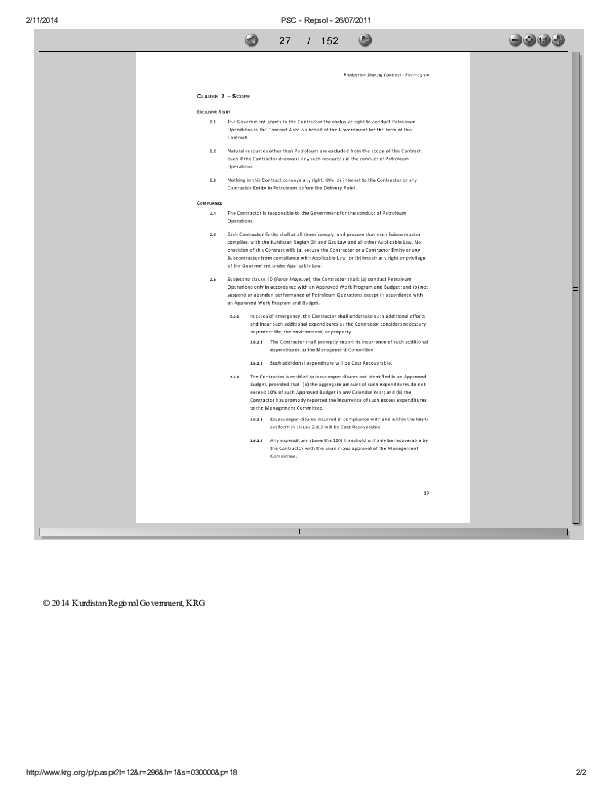 2/11/2014 PSC - Repsol - 26/07/2011
27 / 152
Production Sharing Contract - Piramagrun
CLAUSE 2 – SCOPE
EXCLUSIVE RIGHT
2.1 The Government grants to the Contractor the exclusive right to conduct Petroleum
Operations in the Contract Area on behalf of the Government for the term of this
Contract.
2.2 Natural resources other than Petroleum are excluded from the scope of this Contract,
even if the Contractor discovers any such resources in the conduct of Petroleum
Operations.
2.3 Nothing in this Contract conveys any right, title, or interest to the Contractor or any
Contractor Entity in Petroleum before the Delivery Point.
COMPLIANCE
2.4 The Contractor is responsible to the Government for the conduct of Petroleum
Operations.
2.5 Each Contractor Entity shall at all times comply, and procure that each Subcontractor
complies, with the Kurdistan Region Oil and Gas Law and all other Applicable Law. No
provision of this Contract will: (a) excuse the Contractor or a Contractor Entity or any
Subcontractor from compliance with Applicable Law; or (b) impair any right or privilege
of the Government under Applicable Law.
2.6 Subject to clause 40 (Force Majeure), the Contractor shall: (a) conduct Petroleum
Operations only in accordance with an Approved Work Program and Budget; and (b) not
suspend or abandon performance of Petroleum Operations except in accordance with
an Approved Work Program and Budget.
2.6.1 In cases of emergency, the Contractor shall undertake such additional efforts
and incur such additional expenditures as the Contractor considers necessary
to protect life, the environment, or property.
2.6.1.1 The Contractor shall promptly report its incurrence of such additional
expenditures to the Management Committee.
2.6.1.2 Such additional expenditure will be Cost Recoverable.
2.6.2 The Contractor is entitled to incur expenditures not identified in an Approved
Budget, provided that: (a) the aggregate amount of such expenditures do not
exceed 10% of such Approved Budget in any Calendar Year; and (b) the
Contractor has promptly reported the incurrence of such excess expenditures
to the Management Committee.
2.6.2.1 Excess expenditures incurred in compliance with and within the limits
set forth in clause 2.6.2 will be Cost Recoverable.
2.6.2.2 Any expenditure above the 10% threshold will only be recoverable by
the Contractor with the unanimous approval of the Management
Committee.
19
© 2014 Kurdistan Regional Government, KRG
http://www.krg.org/p/p.aspx?l=12&r=296&h=1&s=030000&p=18 2/2